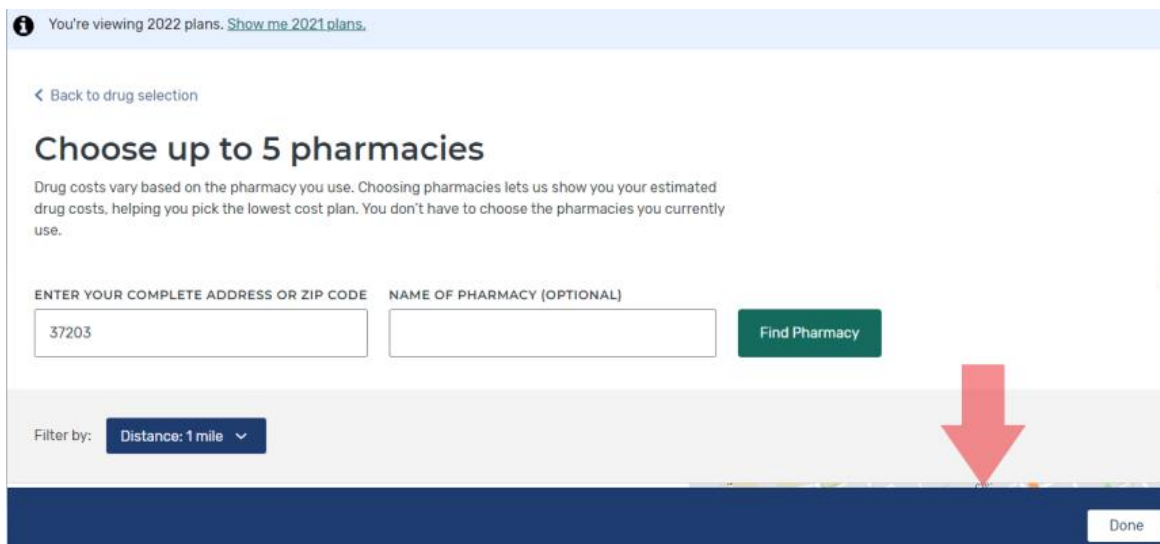 You're viewing 2022 plans. Show me 2021 plans.
Back to drug selection
Choose up to 5 pharmacies
Drug costs vary based on the pharmacy you use. Choosing pharmacies lets us show you your estimated
drug costs, helping you pick the lowest cost plan. You don't have to choose the pharmacies you currently
use.
ENTER YOUR COMPLETE ADDRESS OR ZIP CODE NAME OF PHARMACY (OPTIONAL)
37203 Find Pharmacy
Filter by: Distance: 1 mile
Done